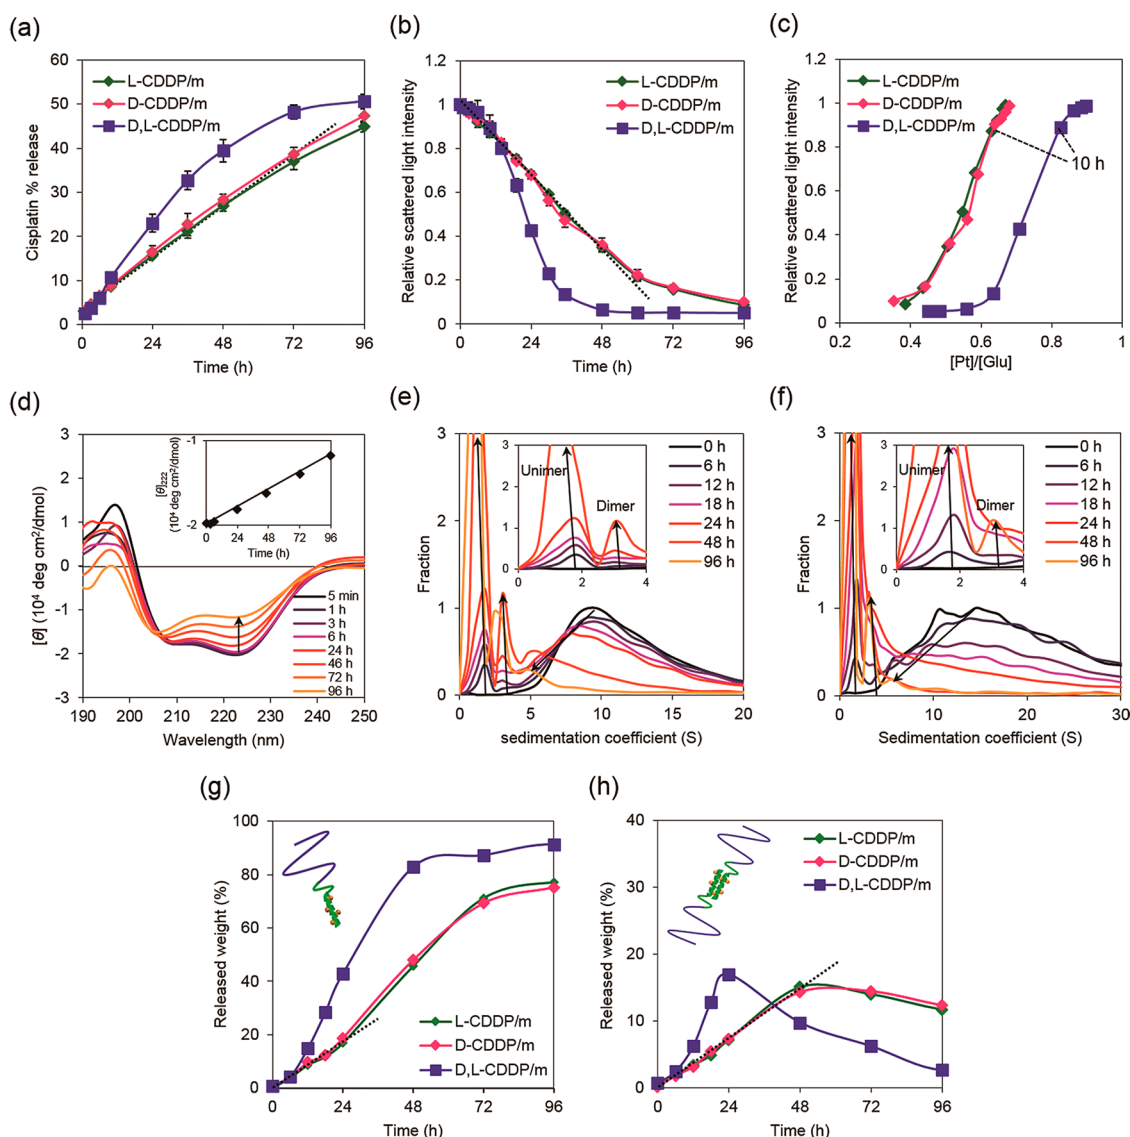 (a)
60
50
40
30
20
10
0
Cisplatin % release
L-CDDP/m
D-CDDP/m
D,L-CDDP/m
0 24 48 72 96
Time (h)
(b)
1.2
1
0.8
0.6
0.4
0.2
0
Relative scattered light intensity
L-CDDP/m
D-CDDP/m
D,L-CDDP/m
0 24 48 72 96
Time (h)
(c)
1.2
1
0.8
0.6
0.4
0.2
0
Relative scattered light intensity
L-CDDP/m
D-CDDP/m
D,L-CDDP/m
10 h
0.2 0.4 0.6 0.8 1
[Pt]/[Glu]
(d)
3
2
1
0
-1
-2
-3
[θ] (10⁴ deg cm²/dmol)
[θ]₂₂₂
(10⁴ deg cm²/dmol)
-1
-2
0 24 48 72 96
Time (h)
5 min
1 h
3 h
6 h
24 h
46 h
72 h
96 h
190 200 210 220 230 240 250
Wavelength (nm)
(e)
3
2
1
0
Fraction
3
2
1
0
Unimer
Dimer
0 2 4
0 h
6 h
12 h
18 h
24 h
48 h
96 h
0 5 10 15 20
sedimentation coefficient (S)
(f)
3
2
1
0
Fraction
3
2
1
0
Unimer
Dimer
0 2 4
0 h
6 h
12 h
18 h
24 h
48 h
96 h
0 10 20 30
Sedimentation coefficient (S)
(g)
100
80
60
40
20
0
Released weight (%)
L-CDDP/m
D-CDDP/m
D,L-CDDP/m
0 24 48 72 96
Time (h)
(h)
40
30
20
10
0
Released weight (%)
L-CDDP/m
D-CDDP/m
D,L-CDDP/m
0 24 48 72 96
Time (h)